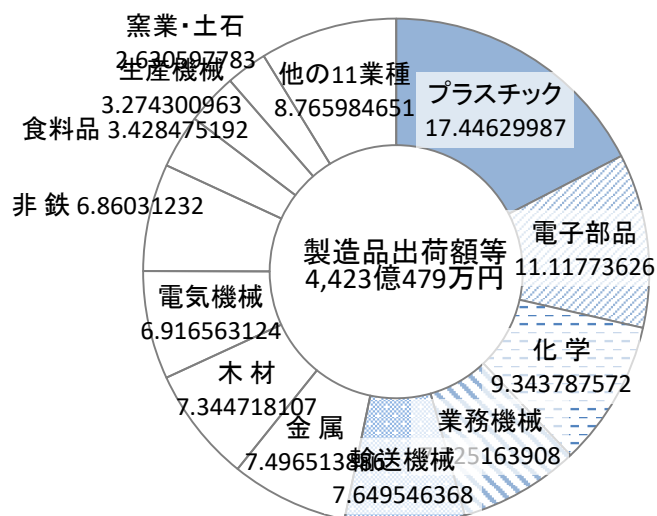 プラスチック
17.44629987
電子部品
11.11773626
化 学
9.343787572
業務機械
輸送機械
7.649546368
金 属
木 材
7.344718107
電気機械
6.916563124
非 鉄 6.86031232
食料品 3.428475192
生産機械
3.274300963
窯業・土石
2.630597783
他の11業種
8.765984651
製造品出荷額等
4,423億479万円